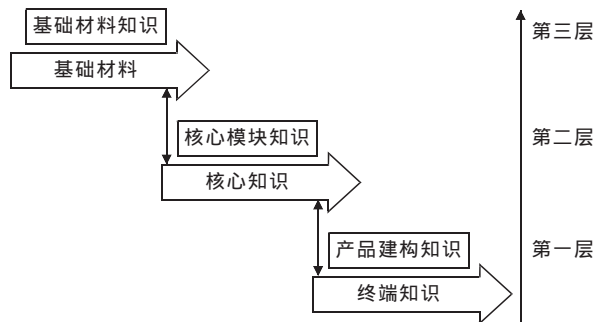 基础材料知识
第三层
基础材料
核心模块知识
第二层
核心知识
产品建构知识
第一层
终端知识